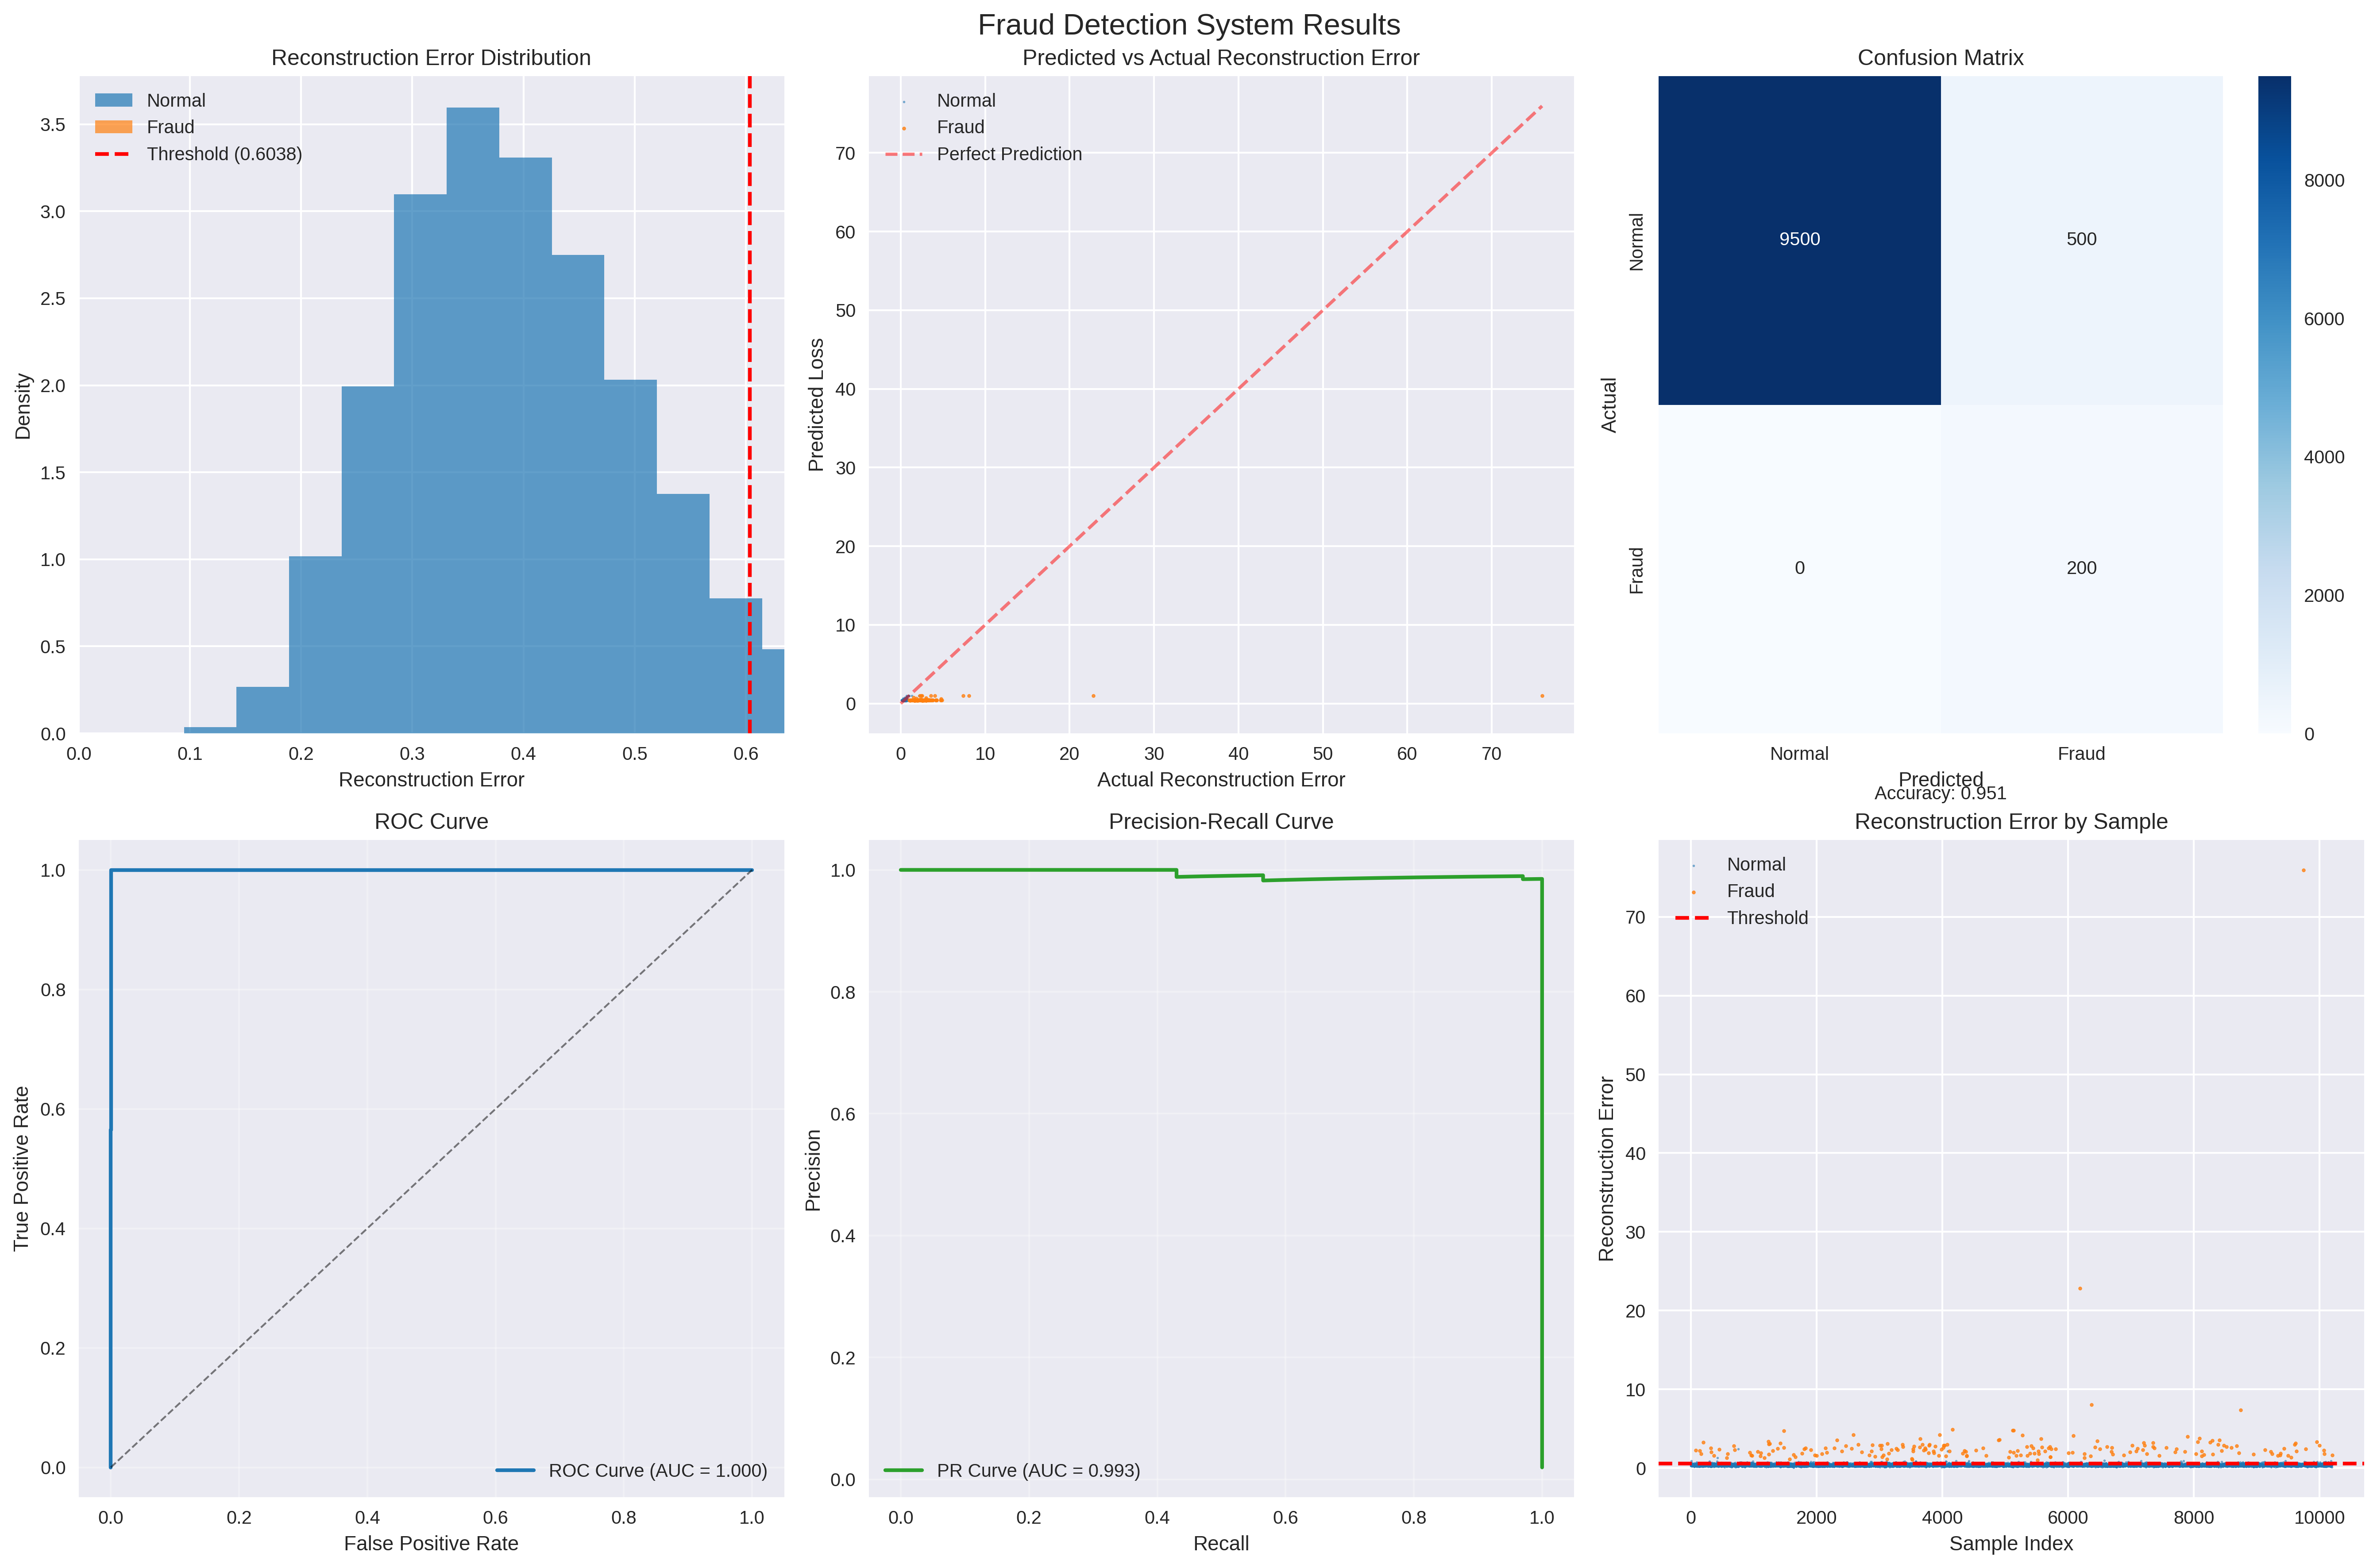 Fraud Detection System Results
Reconstruction Error Distribution
Normal
Fraud
Threshold (0.6038)
Density
3.5
3.0
2.5
2.0
1.5
1.0
0.5
0.0
0.0 0.1 0.2 0.3 0.4 0.5 0.6
Reconstruction Error
Predicted vs Actual Reconstruction Error
Normal
Fraud
Perfect Prediction
Predicted Loss
70
60
50
40
30
20
10
0
0 10 20 30 40 50 60 70
Actual Reconstruction Error
Confusion Matrix
Actual
Normal
Fraud
9500 500
0 200
Normal Fraud
Predicted
Accuracy: 0.951
8000
6000
4000
2000
0
ROC Curve
True Positive Rate
1.0
0.8
0.6
0.4
0.2
0.0
0.0 0.2 0.4 0.6 0.8 1.0
False Positive Rate
ROC Curve (AUC = 1.000)
Precision-Recall Curve
Precision
1.0
0.8
0.6
0.4
0.2
0.0
0.0 0.2 0.4 0.6 0.8 1.0
Recall
PR Curve (AUC = 0.993)
Reconstruction Error by Sample
Normal
Fraud
Threshold
Reconstruction Error
70
60
50
40
30
20
10
0
0 2000 4000 6000 8000 10000
Sample Index